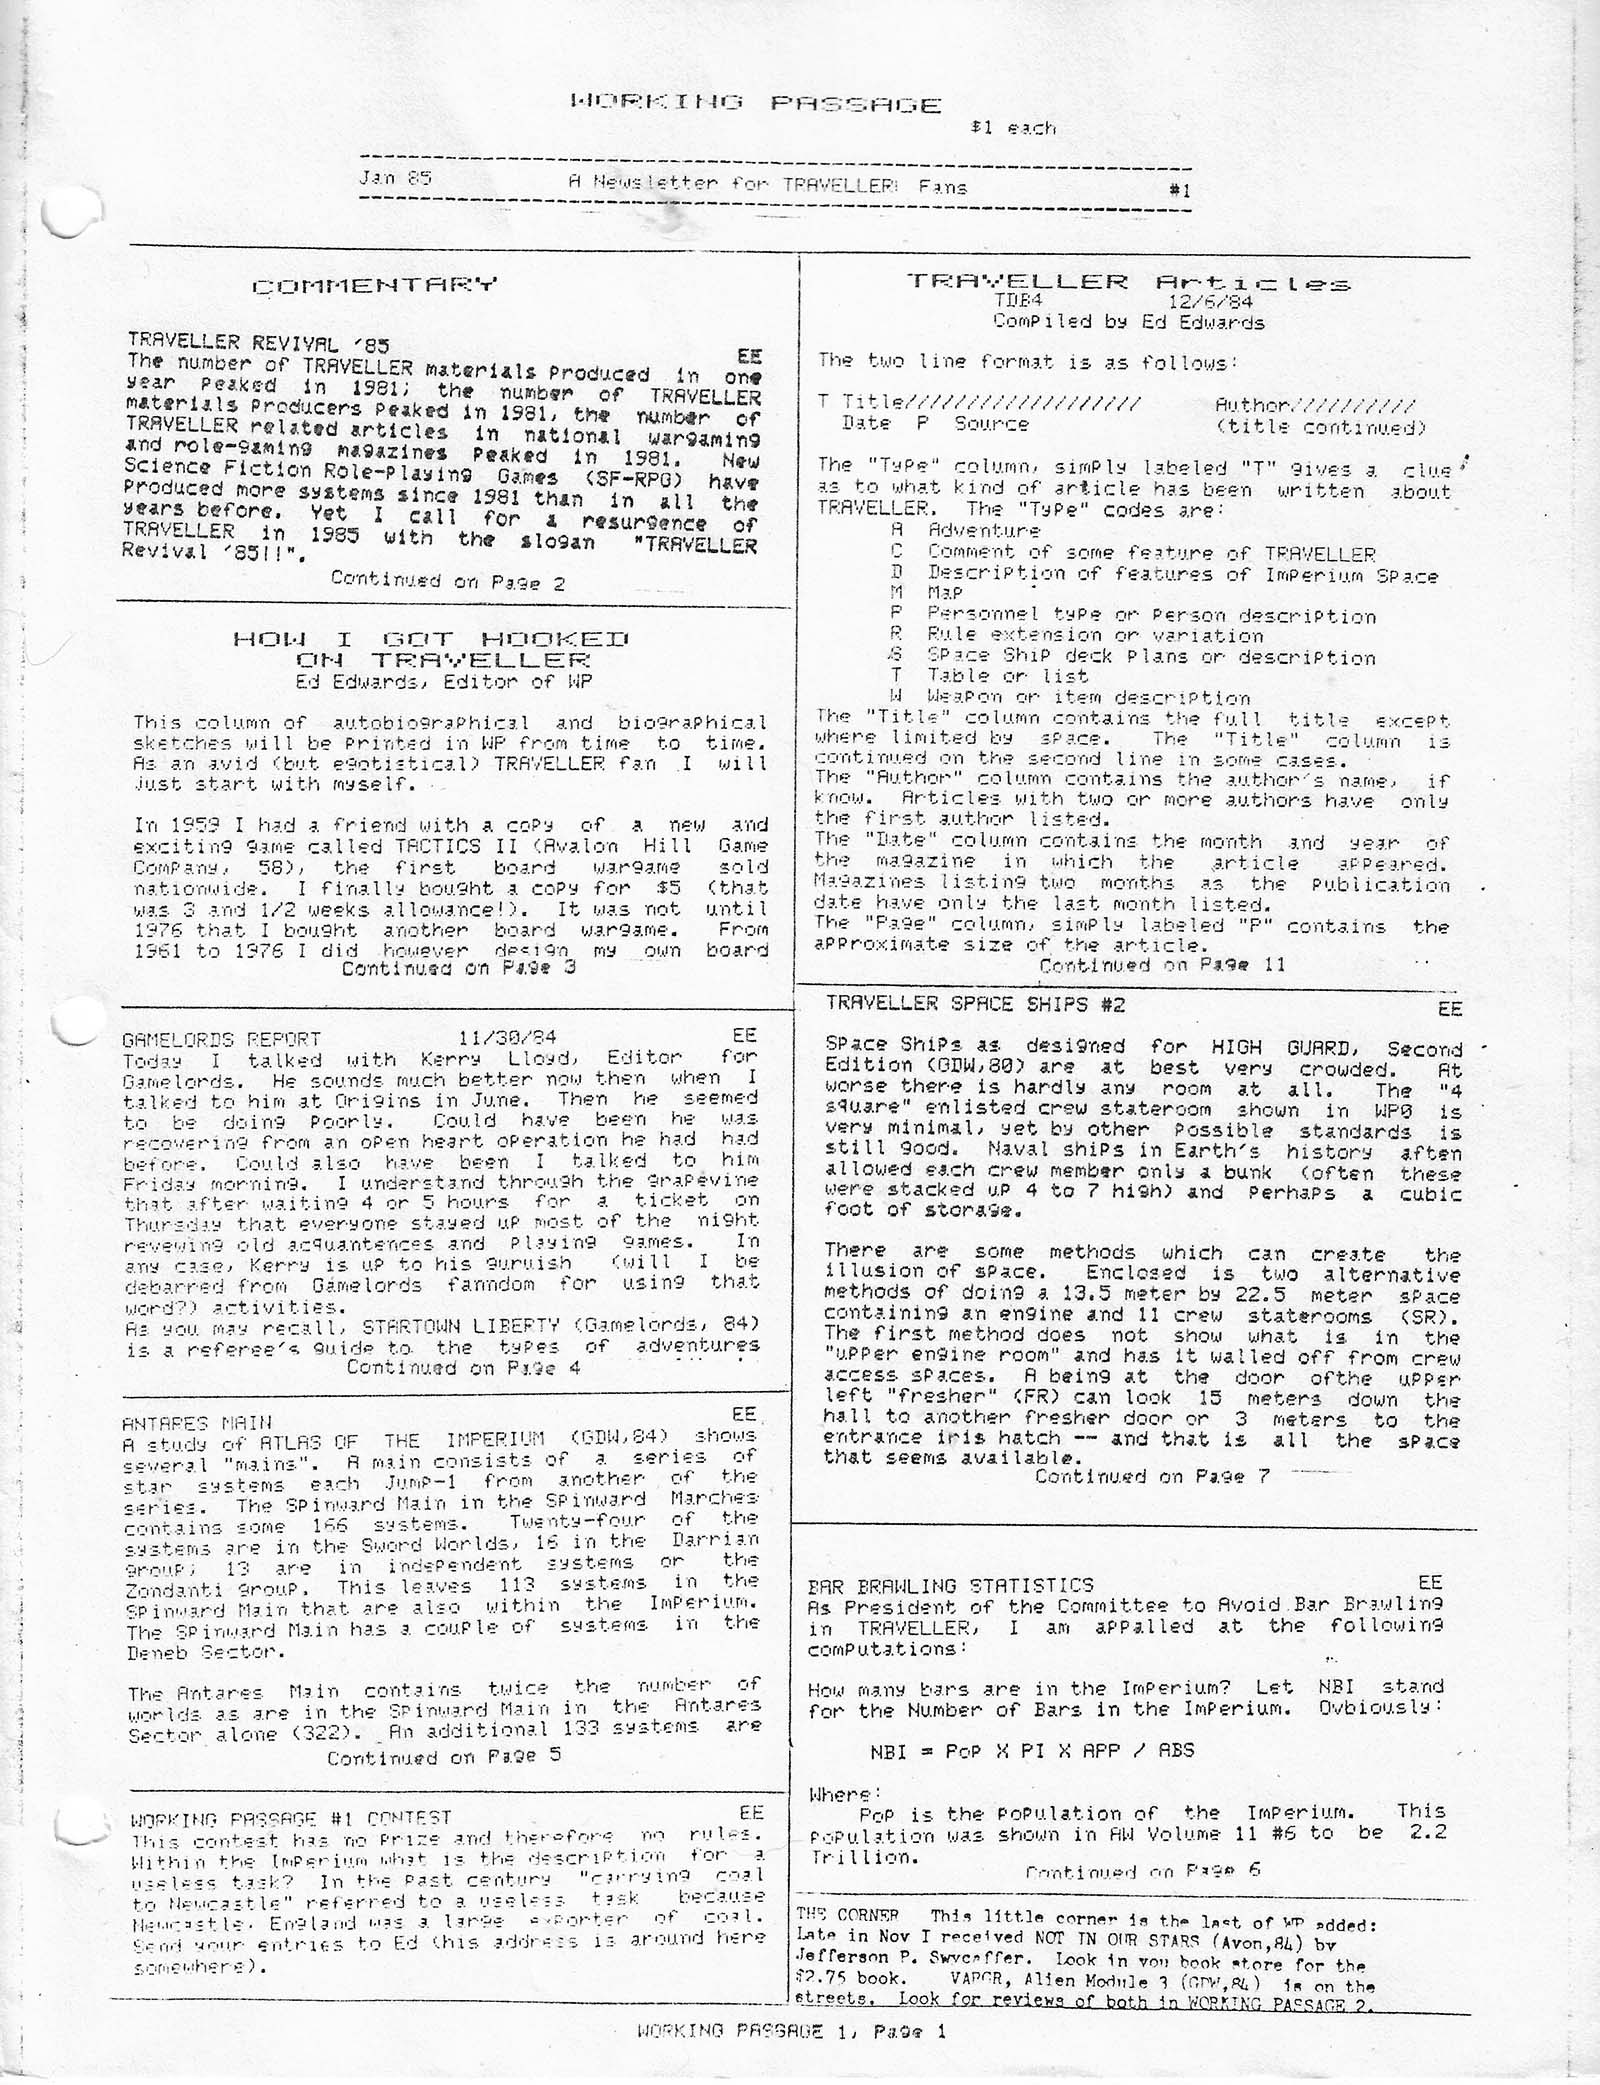 WORKING PASSAGE
$1 each
Jan 85 A Newsletter for TRAVELLER! Fans #1
COMMENTARY
TRAVELLER REVIVAL '85 EE
The number of TRAVELLER materials produced in one
year peaked in 1981; the number of TRAVELLER
materials producers peaked in 1981, the number of
TRAVELLER related articles in national wargaming
and role-gaming magazines peaked in 1981. New
Science Fiction Role-Playing Games (SF-RPG) have
produced more systems since 1981 than in all the
years before. Yet I call for a resurgence of
TRAVELLER in 1985 with the slogan "TRAVELLER
Revival '85!!".
Continued on Page 2
HOW I GOT HOOKED
ON TRAVELLER
Ed Edwards, Editor of WP
This column of autobiographical and biographical
sketches will be printed in WP from time to time.
As an avid (but egotistical) TRAVELLER fan I will
just start with myself.
In 1959 I had a friend with a copy of a new and
exciting game called TACTICS II (Avalon Hill Game
Company, 58), the first board wargame sold
nationwide. I finally bought a copy for $5 (that
was 3 and 1/2 weeks allowance!). It was not until
1976 that I bought another board wargame. From
1961 to 1976 I did however design my own board
Continued on Page 3
GAMELORDS REPORT 11/30/84 EE
Today I talked with Kerry Lloyd, Editor for
Gamelords. He sounds much better now then when I
talked to him at Origins in June. Then he seemed
to be doing poorly. Could have been he was
recovering from an open heart operation he had had
before. Could also have been I talked to him
Friday morning. I understand through the grapevine
that after waiting 4 or 5 hours for a ticket on
Thursday that everyone stayed up most of the night
revewing old acquantences and playing games. In
any case, Kerry is up to his guruish (will I be
debarred from Gamelords fanndom for using that
word?) activities.
As you may recall, STARTOWN LIBERTY (Gamelords, 84)
is a referee's guide to the types of adventures
Continued on Page 4
ANTARES MAIN EE
A study of ATLAS OF THE IMPERIUM (GDW,84) shows
several "mains". A main consists of a series of
star systems each Jump-1 from another of the
series. The Spinward Main in the Spinward Marches
contains some 166 systems. Twenty-four of the
systems are in the Sword Worlds, 16 in the Darrian
group; 13 are in independent systems or the
Zondanti group. This leaves 113 systems in the
Spinward Main that are also within the Imperium.
The Spinward Main has a couple of systems in the
Deneb Sector.
The Antares Main contains twice the number of
worlds as are in the Spinward Main in the Antares
Sector alone (322). An additional 133 systems are
Continued on Page 5
WORKING PASSAGE #1 CONTEST EE
This contest has no prize and therefore no rules.
Within the Imperium what is the description for a
useless task? In the past century "carrying coal
to Newcastle" referred to a useless task because
Newcastle, England was a large exporter of coal.
Send your entries to Ed (his address is around here
somewhere).
TRAVELLER Articles
TDB4 12/6/84
Compiled by Ed Edwards
The two line format is as follows:
T Title/////////////////// Author//////////
Date P Source (title continued)
The "Type" column, simply labeled "T" gives a clue
as to what kind of article has been written about
TRAVELLER. The "Type" codes are:
A Adventure
C Comment of some feature of TRAVELLER
D Description of features of Imperium Space
M Map
P Personnel type or person description
R Rule extension or variation
S Space Ship deck plans or description
T Table or list
W Weapon or item description
The "Title" column contains the full title except
where limited by space. The "Title" column is
continued on the second line in some cases.
The "Author" column contains the author's name, if
know. Articles with two or more authors have only
the first author listed.
The "Date" column contains the month and year of
the magazine in which the article appeared.
Magazines listing two months as the publication
date have only the last month listed.
The "Page" column, simply labeled "P" contains the
approximate size of the article.
Continued on Page 11
TRAVELLER SPACE SHIPS #2 EE
Space Ships as designed for HIGH GUARD, Second
Edition (GDW,80) are at best very crowded. At
worse there is hardly any room at all. The "4
square" enlisted crew stateroom shown in WP0 is
very minimal, yet by other possible standards is
still good. Naval ships in Earth's history aften
allowed each crew member only a bunk (often these
were stacked up 4 to 7 high) and perhaps a cubic
foot of storage.
There are some methods which can create the
illusion of space. Enclosed is two alternative
methods of doing a 13.5 meter by 22.5 meter space
containing an engine and 11 crew staterooms (SR).
The first method does not show what is in the
"upper engine room" and has it walled off from crew
access spaces. A being at the door ofthe upper
left "fresher" (FR) can look 15 meters down the
hall to another fresher door or 3 meters to the
entrance iris hatch -- and that is all the space
that seems available.
Continued on Page 7
BAR BRAWLING STATISTICS EE
As President of the Committee to Avoid Bar Brawling
in TRAVELLER, I am appalled at the following
computations:
How many bars are in the Imperium? Let NBI stand
for the Number of Bars in the Imperium. Ovbiously:
NBI = Pop X PI X APP / ABS
Where:
Pop is the population of the Imperium. This
population was shown in AW Volume 11 #6 to be 2.2
Trillion.
Continued on Page 6
THE CORNER This little corner is the last of WP added:
Late in Nov I received NOT IN OUR STARS (Avon,84) by
Jefferson P. Swycaffer. Look in you book store for the
$2.75 book. VARGR, Alien Module 3 (GDW,84) is on the
streets. Look for reviews of both in WORKING PASSAGE 2.
WORKING PASSAGE 1, Page 1